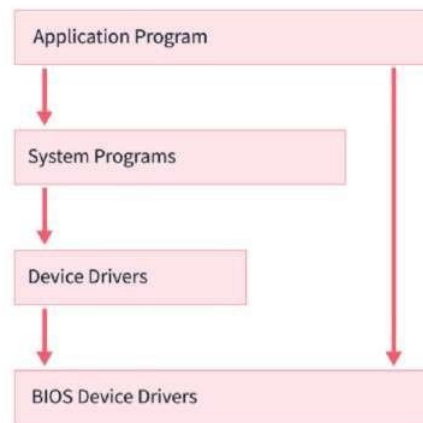 Application Program
System Programs
Device Drivers
BIOS Device Drivers